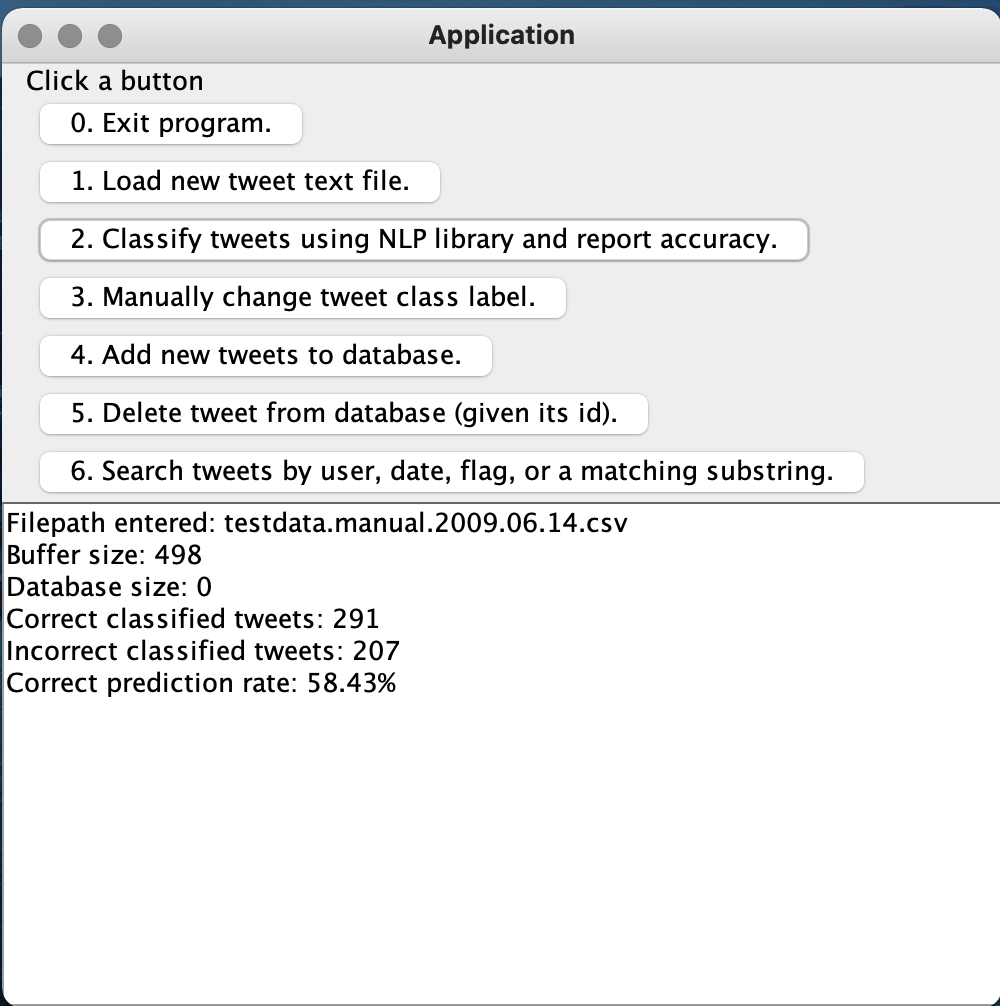 Application
Click a button
0. Exit program.
1. Load new tweet text file.
2. Classify tweets using NLP library and report accuracy.
3. Manually change tweet class label.
4. Add new tweets to database.
5. Delete tweet from database (given its id).
6. Search tweets by user, date, flag, or a matching substring.
Filepath entered: testdata.manual.2009.06.14.csv
Buffer size: 498
Database size: 0
Correct classified tweets: 291
Incorrect classified tweets: 207
Correct prediction rate: 58.43%